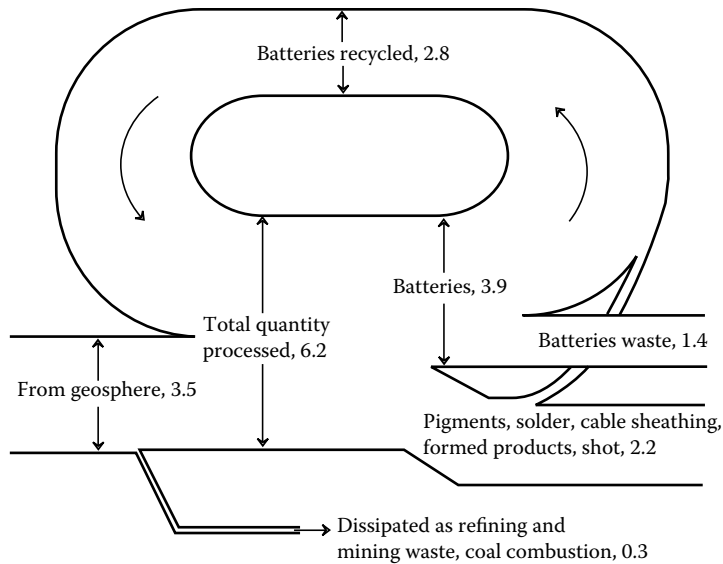 Batteries recycled, 2.8
Batteries, 3.9
Total quantity
processed, 6.2
Batteries waste, 1.4
From geosphere, 3.5
Pigments, solder, cable sheathing,
formed products, shot, 2.2
Dissipated as refining and
mining waste, coal combustion, 0.3